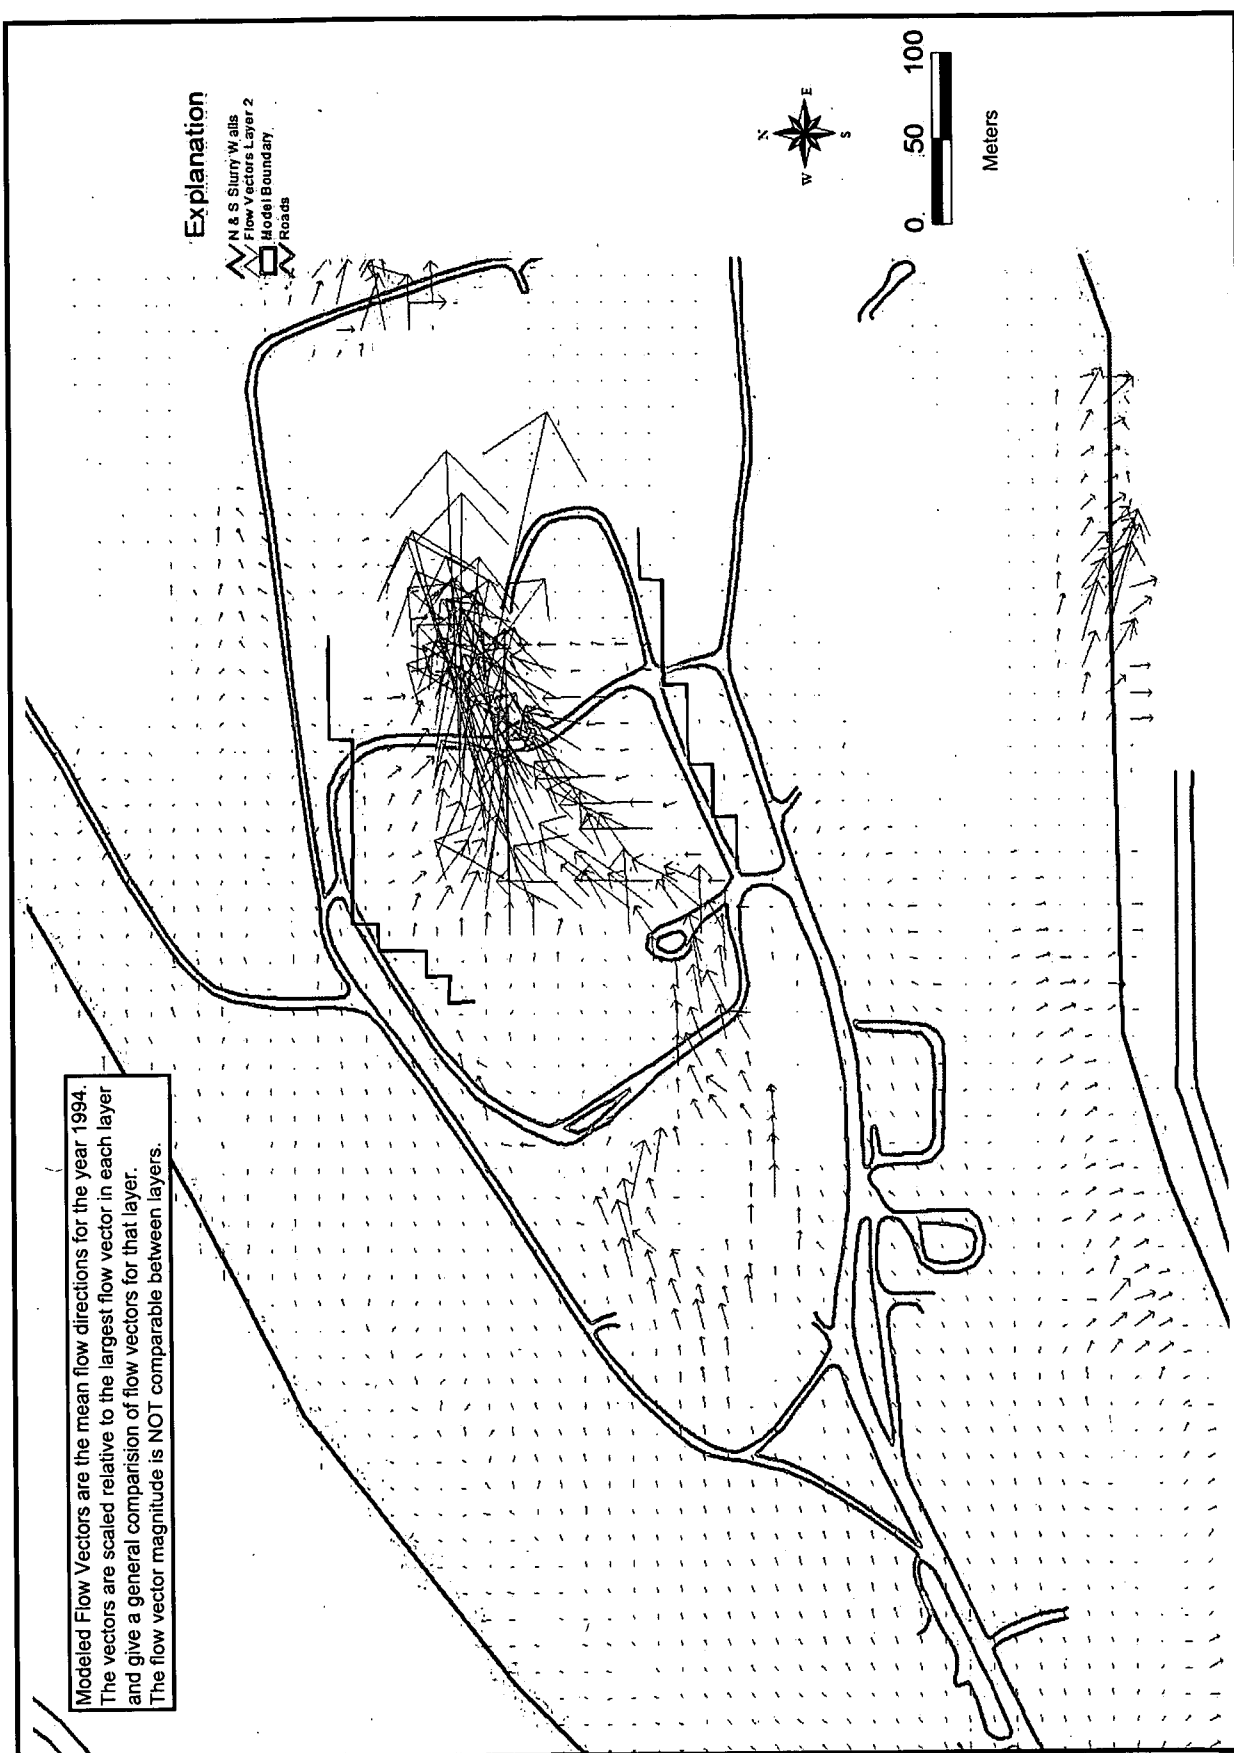 Explanation
N & S Slurry Walls
Flow Vectors Layer 2
Model Boundary
Roads
N
E
S
W
0
50
100
Meters
Modeled Flow Vectors are the mean flow directions for the year 1994.
The vectors are scaled relative to the largest flow vector in each layer
and give a general comparision of flow vectors for that layer.
The flow vector magnitude is NOT comparable between layers.